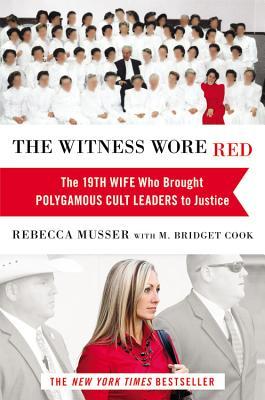 THE WITNESS WORE RED
The 19TH WIFE Who Brought
POLYGAMOUS CULT LEADERS to Justice
REBECCA MUSSER WITH M. BRIDGET COOK
THE NEW YORK TIMES BESTSELLER